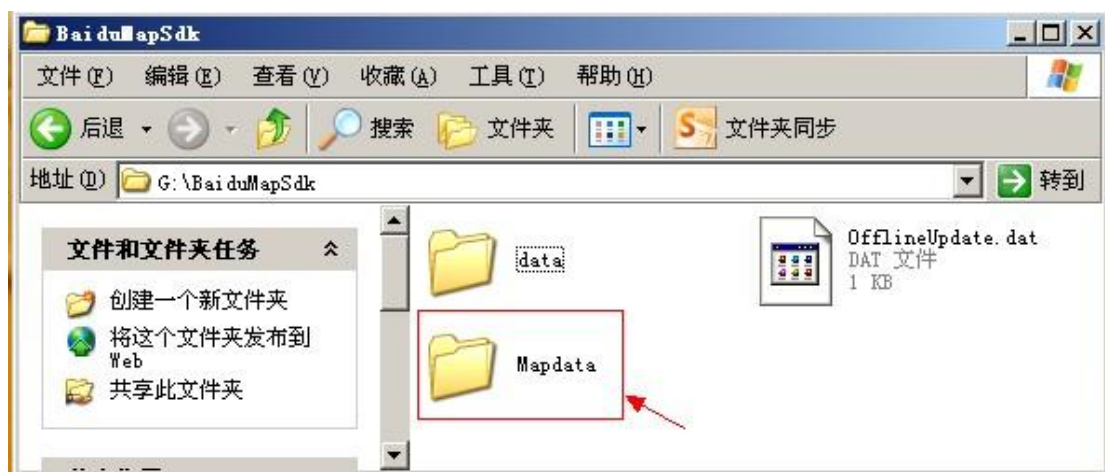 BaiduMapSdk
文件(F) 编辑(E) 查看(V) 收藏(A) 工具(T) 帮助(H)
后退 搜索 文件夹 文件夹同步
地址(D) G:\BaiduMapSdk 转到
文件和文件夹任务
创建一个新文件夹
将这个文件夹发布到
Web
共享此文件夹
data
OfflineUpdate.dat
DAT 文件
1 KB
Mapdata